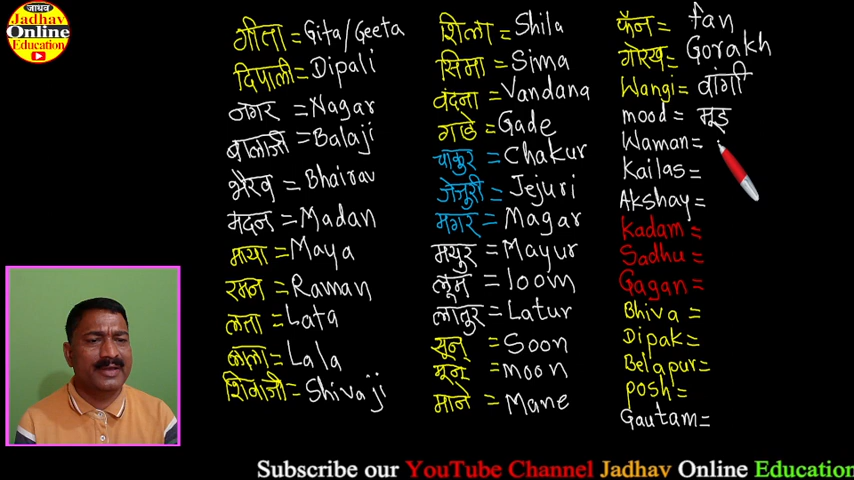 जाधव
Jadhav
Online
Education
गीता = Gita/Geeta
दिपाली = Dipali
नगर = Nagar
बालाजी = Balaji
भैरव = Bhairav
मदन = Madan
माया = Maya
रमन = Raman
लता = Lata
लाला = Lala
शिवाजी = Shivaji
शिला = Shila
सिमा = Sima
वंदना = Vandana
गाडे = Gade
चाकुर = Chakur
जेजुरी = Jejuri
मगर = Magar
मयुर = Mayur
लूम = loom
लातुर = Latur
सून् = Soon
मून् = moon
माने = Mane
फॅन = fan
गोरख = Gorakh
Wangi = वांगी
mood = मूड्
Waman =
Kailas =
Akshay =
Kadam =
Sadhu =
Gagan =
Bhiva =
Dipak =
Belapur =
posh =
Gautam =
Subscribe our YouTube Channel Jadhav Online Education